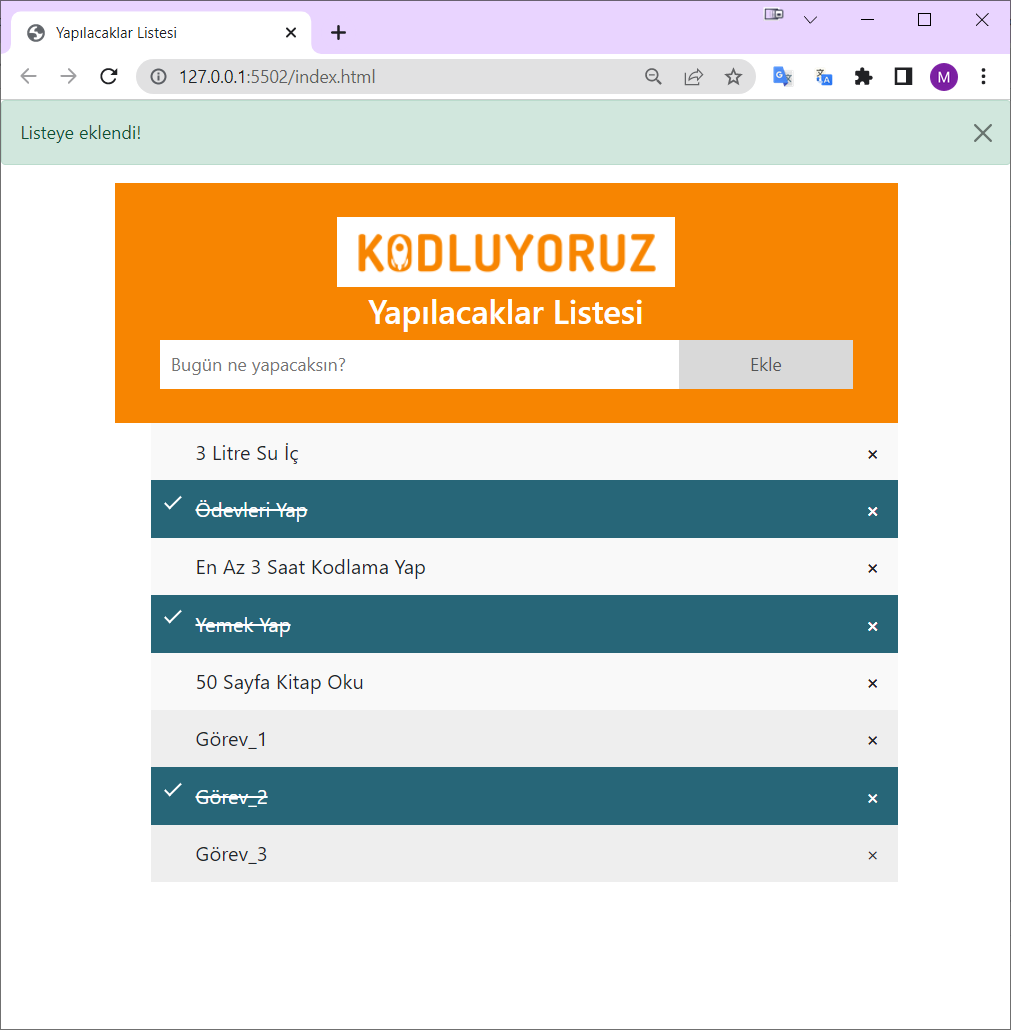 Yapılacaklar Listesi
127.0.0.1:5502/index.html
M
Listeye eklendi!
KODLUYORUZ
Yapılacaklar Listesi
Bugün ne yapacaksın?
Ekle
3 Litre Su İç
Ödevleri Yap
En Az 3 Saat Kodlama Yap
Yemek Yap
50 Sayfa Kitap Oku
Görev_1
Görev_2
Görev_3